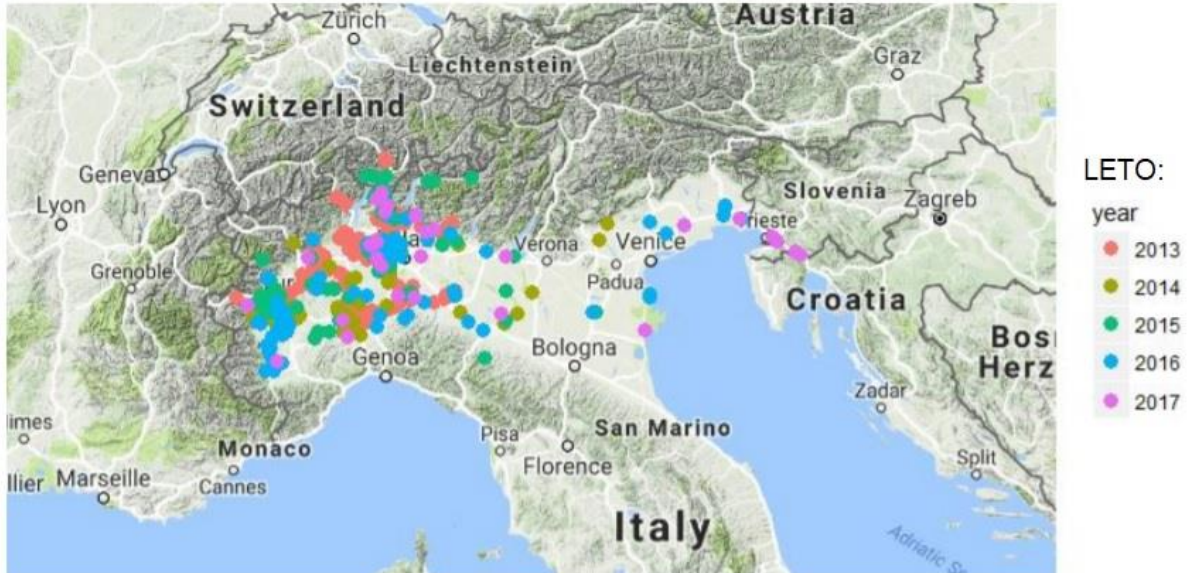 Zürich
Austria
Graz
Liechtenstein
Switzerland
Geneva
Lyon
Slovenia
Zagreb
rieste
Verona
Venice
Grenoble
Padua
Croatia
Bologna
Genoa
Bos
Herz
Zadar
imes
Monaco
Pisa
San Marino
Florence
llier
Marseille
Cannes
Split
Italy
Adriatic Se
LETO:
year
2013
2014
2015
2016
2017